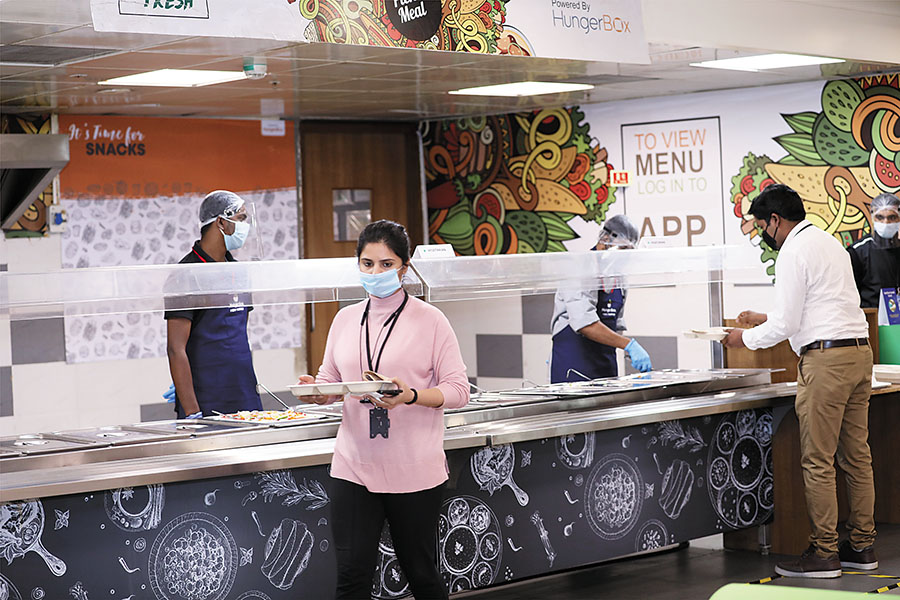 FRESH
Meal
Powered By
HungerBox
It's Time for
SNACKS
TO VIEW
MENU
LOG IN TO
APP